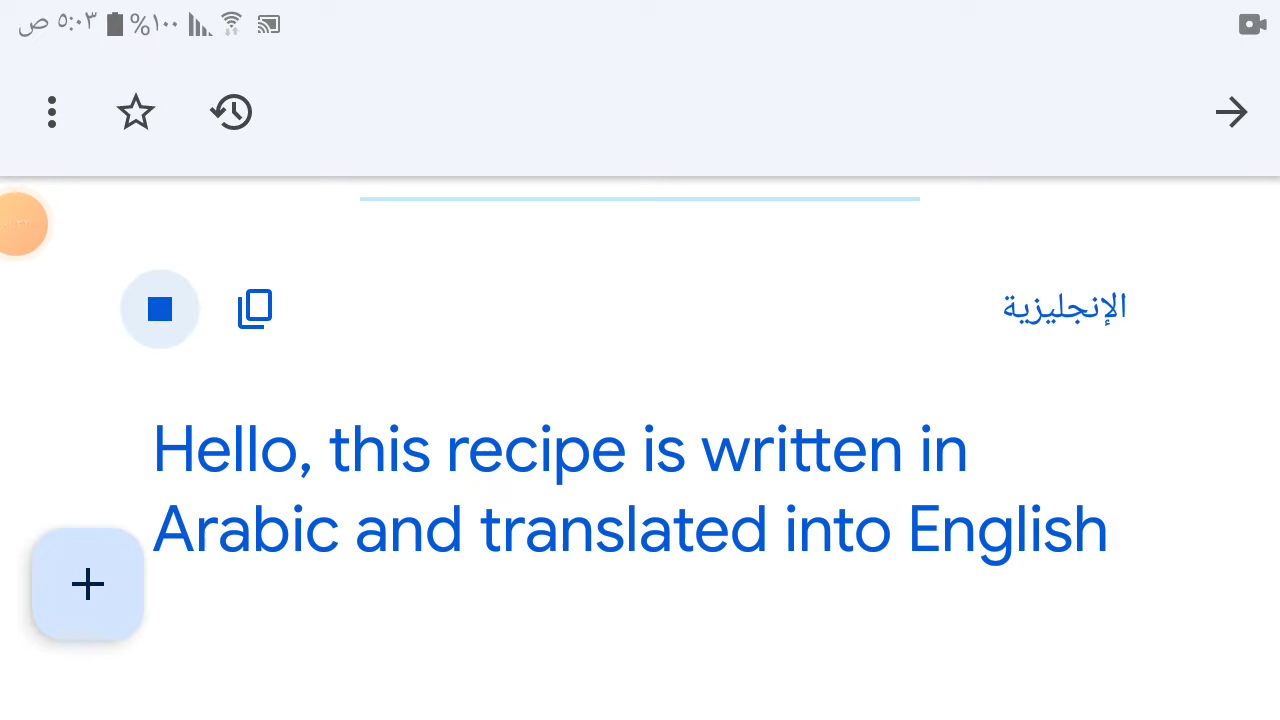 ٥:٠٣ ص
%١٠٠
الإنجليزية
Hello, this recipe is written in
Arabic and translated into English